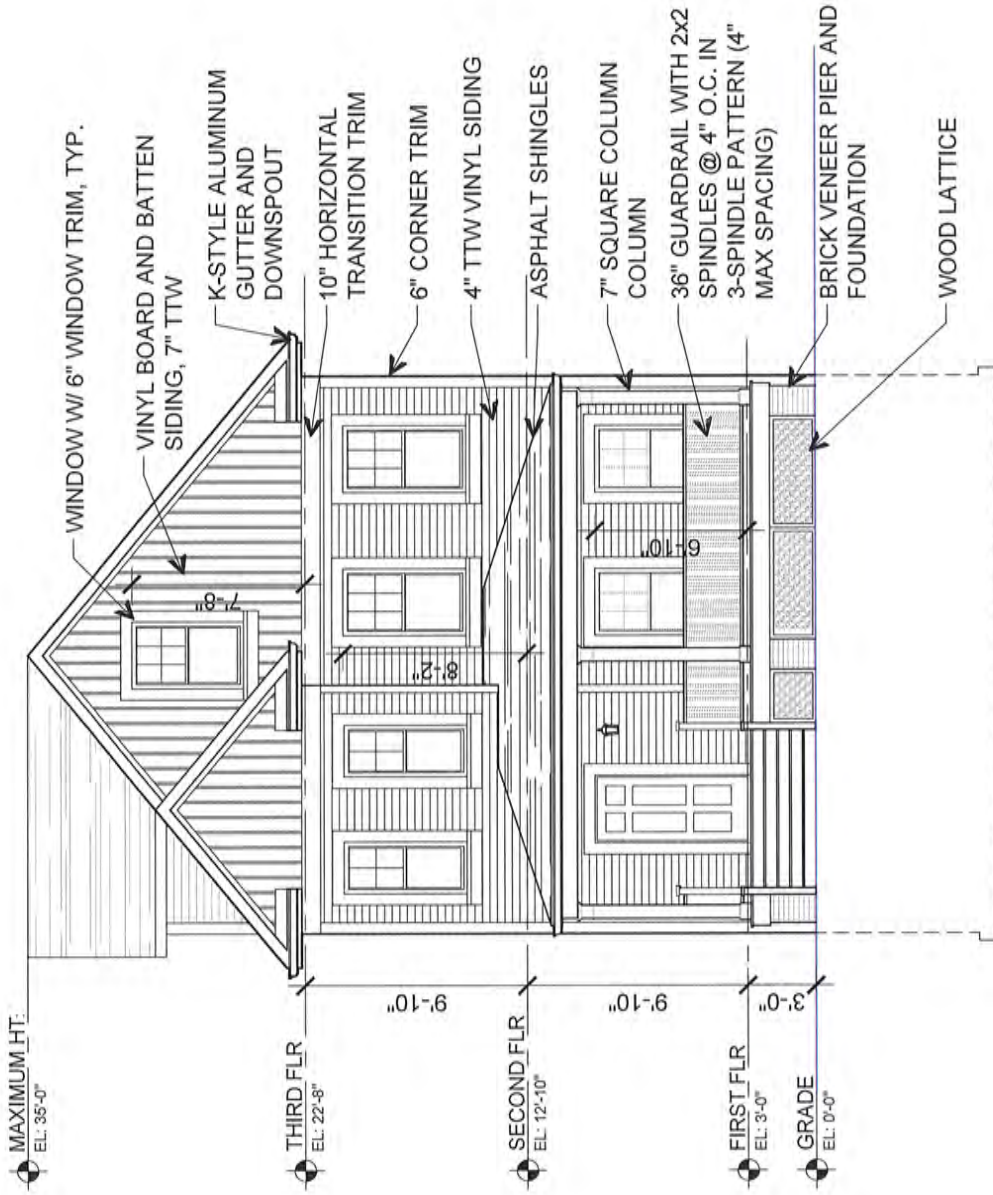 MAXIMUM HT:
EL: 35'-0"
THIRD FLR
EL: 22'-8"
SECOND FLR
EL: 12'-10"
FIRST FLR
EL: 3'-0"
GRADE
EL: 0'-0"
9'-10"
9'-10"
3'-0"
7'-8"
8'-2"
6'-10"
WINDOW W/ 6" WINDOW TRIM, TYP.
VINYL BOARD AND BATTEN
SIDING, 7" TTW
K-STYLE ALUMINUM
GUTTER AND
DOWNSPOUT
10" HORIZONTAL
TRANSITION TRIM
6" CORNER TRIM
4" TTW VINYL SIDING
ASPHALT SHINGLES
7" SQUARE COLUMN
COLUMN
36" GUARDRAIL WITH 2x2
SPINDLES @ 4" O.C. IN
3-SPINDLE PATTERN (4"
MAX SPACING)
BRICK VENEER PIER AND
FOUNDATION
WOOD LATTICE